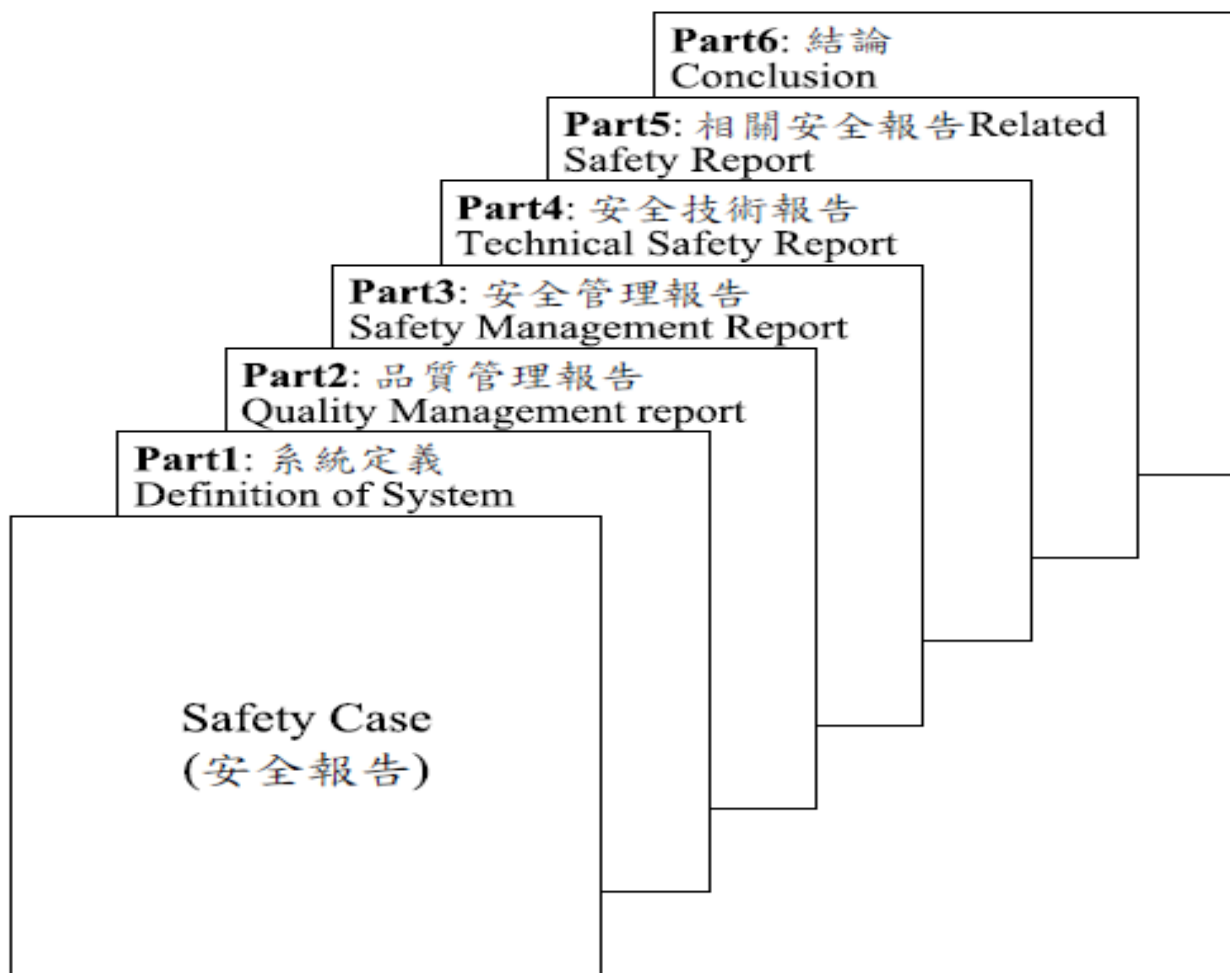 Part6: 結論
Conclusion
Part5: 相關安全報告Related
Safety Report
Part4: 安全技術報告
Technical Safety Report
Part3: 安全管理報告
Safety Management Report
Part2: 品質管理報告
Quality Management report
Part1: 系統定義
Definition of System
Safety Case
(安全報告)